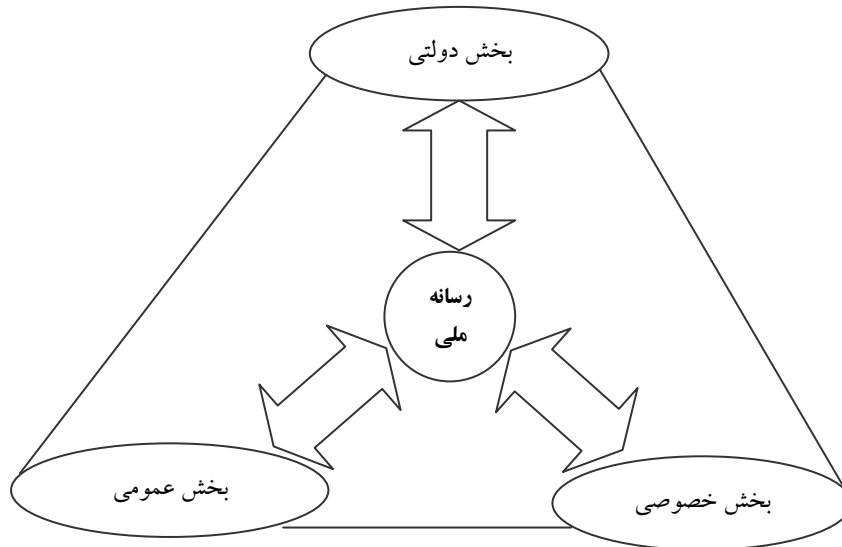 بخش دولتی
رسانه
ملی
بخش عمومی
بخش خصوصی